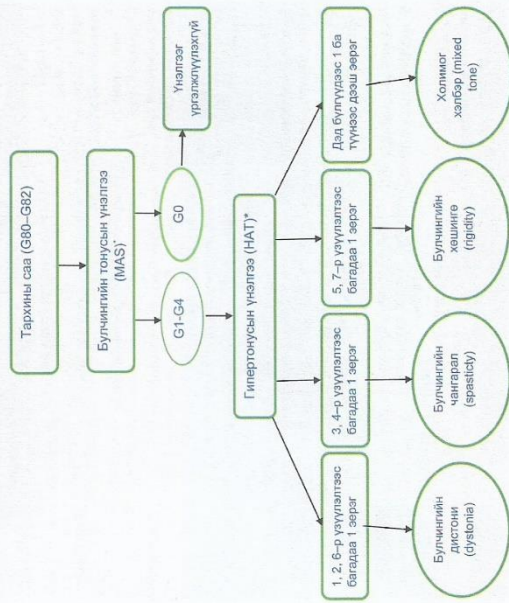 Тархины саа (G80–G82)
Булчингийн тонусын үнэлгээ
(MAS)*
G1-G4
G0
Үнэлгээг
үргэлжлүүлэхгүй
Гипертонусын үнэлгээ (HAT)*
1, 2, 6–р үзүүлэлтээс
багадаа 1 эерэг
3, 4–р үзүүлэлтээс
багадаа 1 эерэг
5, 7–р үзүүлэлтээс
багадаа 1 эерэг
Дэд бүлгүүдээс 1 ба
түүнээс дээш эерэг
Булчингийн
дистони
(dystonia)
Булчингийн
чангарал
(spasticty)
Булчингийн
хөшингө
(rigidity)
Холимог
хэлбэр (mixed
tone)